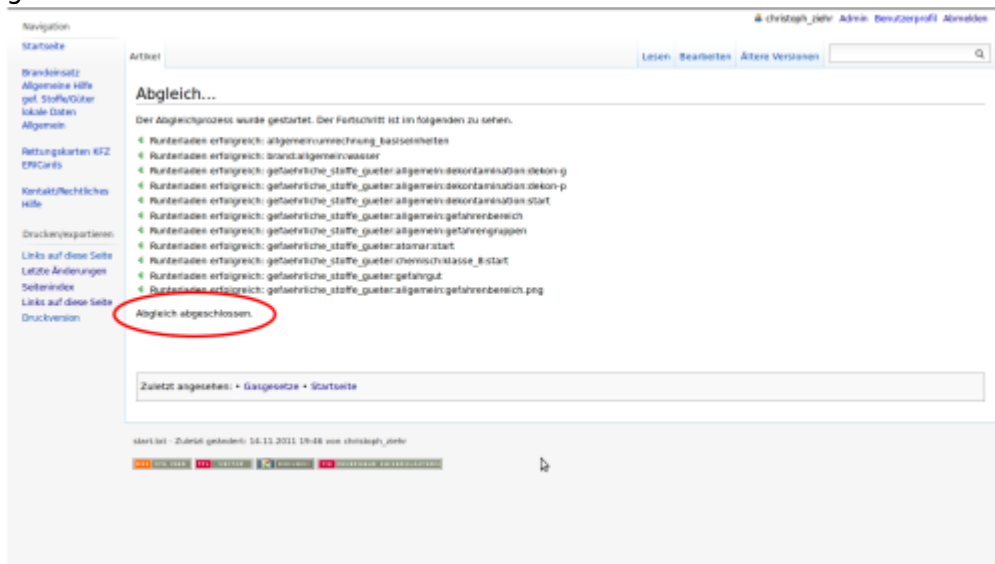 christoph_ziehr Admin Benutzerprofil Abmelden
Navigation
Startseite
Brandeinsatz
Allgemeine Hilfe
gef. Stoffe/Güter
lokale Daten
Allgemein
Rettungskarten KFZ
ERICards
Kontakt/Rechtliches
Hilfe
Drucken/exportieren
Links auf diese Seite
Letzte Änderungen
Seitenindex
Links auf diese Seite
Druckversion
Artikel
Lesen Bearbeiten Ältere Versionen
Abgleich...
Der Abgleichprozess wurde gestartet. Der Fortschritt ist im folgenden zu sehen.
Runterladen erfolgreich: allgemein:umrechnung_basiseinheiten
Runterladen erfolgreich: brand:allgemein:wasser
Runterladen erfolgreich: gefaehrliche_stoffe_gueter:allgemein:dekontamination:dekon-g
Runterladen erfolgreich: gefaehrliche_stoffe_gueter:allgemein:dekontamination:dekon-p
Runterladen erfolgreich: gefaehrliche_stoffe_gueter:allgemein:dekontamination:start
Runterladen erfolgreich: gefaehrliche_stoffe_gueter:allgemein:gefahrenbereich
Runterladen erfolgreich: gefaehrliche_stoffe_gueter:allgemein:gefahrengruppen
Runterladen erfolgreich: gefaehrliche_stoffe_gueter:atomar:start
Runterladen erfolgreich: gefaehrliche_stoffe_gueter:chemisch:klasse_8:start
Runterladen erfolgreich: gefaehrliche_stoffe_gueter:gefahrgut
Runterladen erfolgreich: gefaehrliche_stoffe_gueter:allgemein:gefahrenbereich.png
Abgleich abgeschlossen.
Zuletzt angesehen: • Gasgesetze • Startseite
start.txt · Zuletzt geändert: 14.11.2011 19:46 von christoph_ziehr